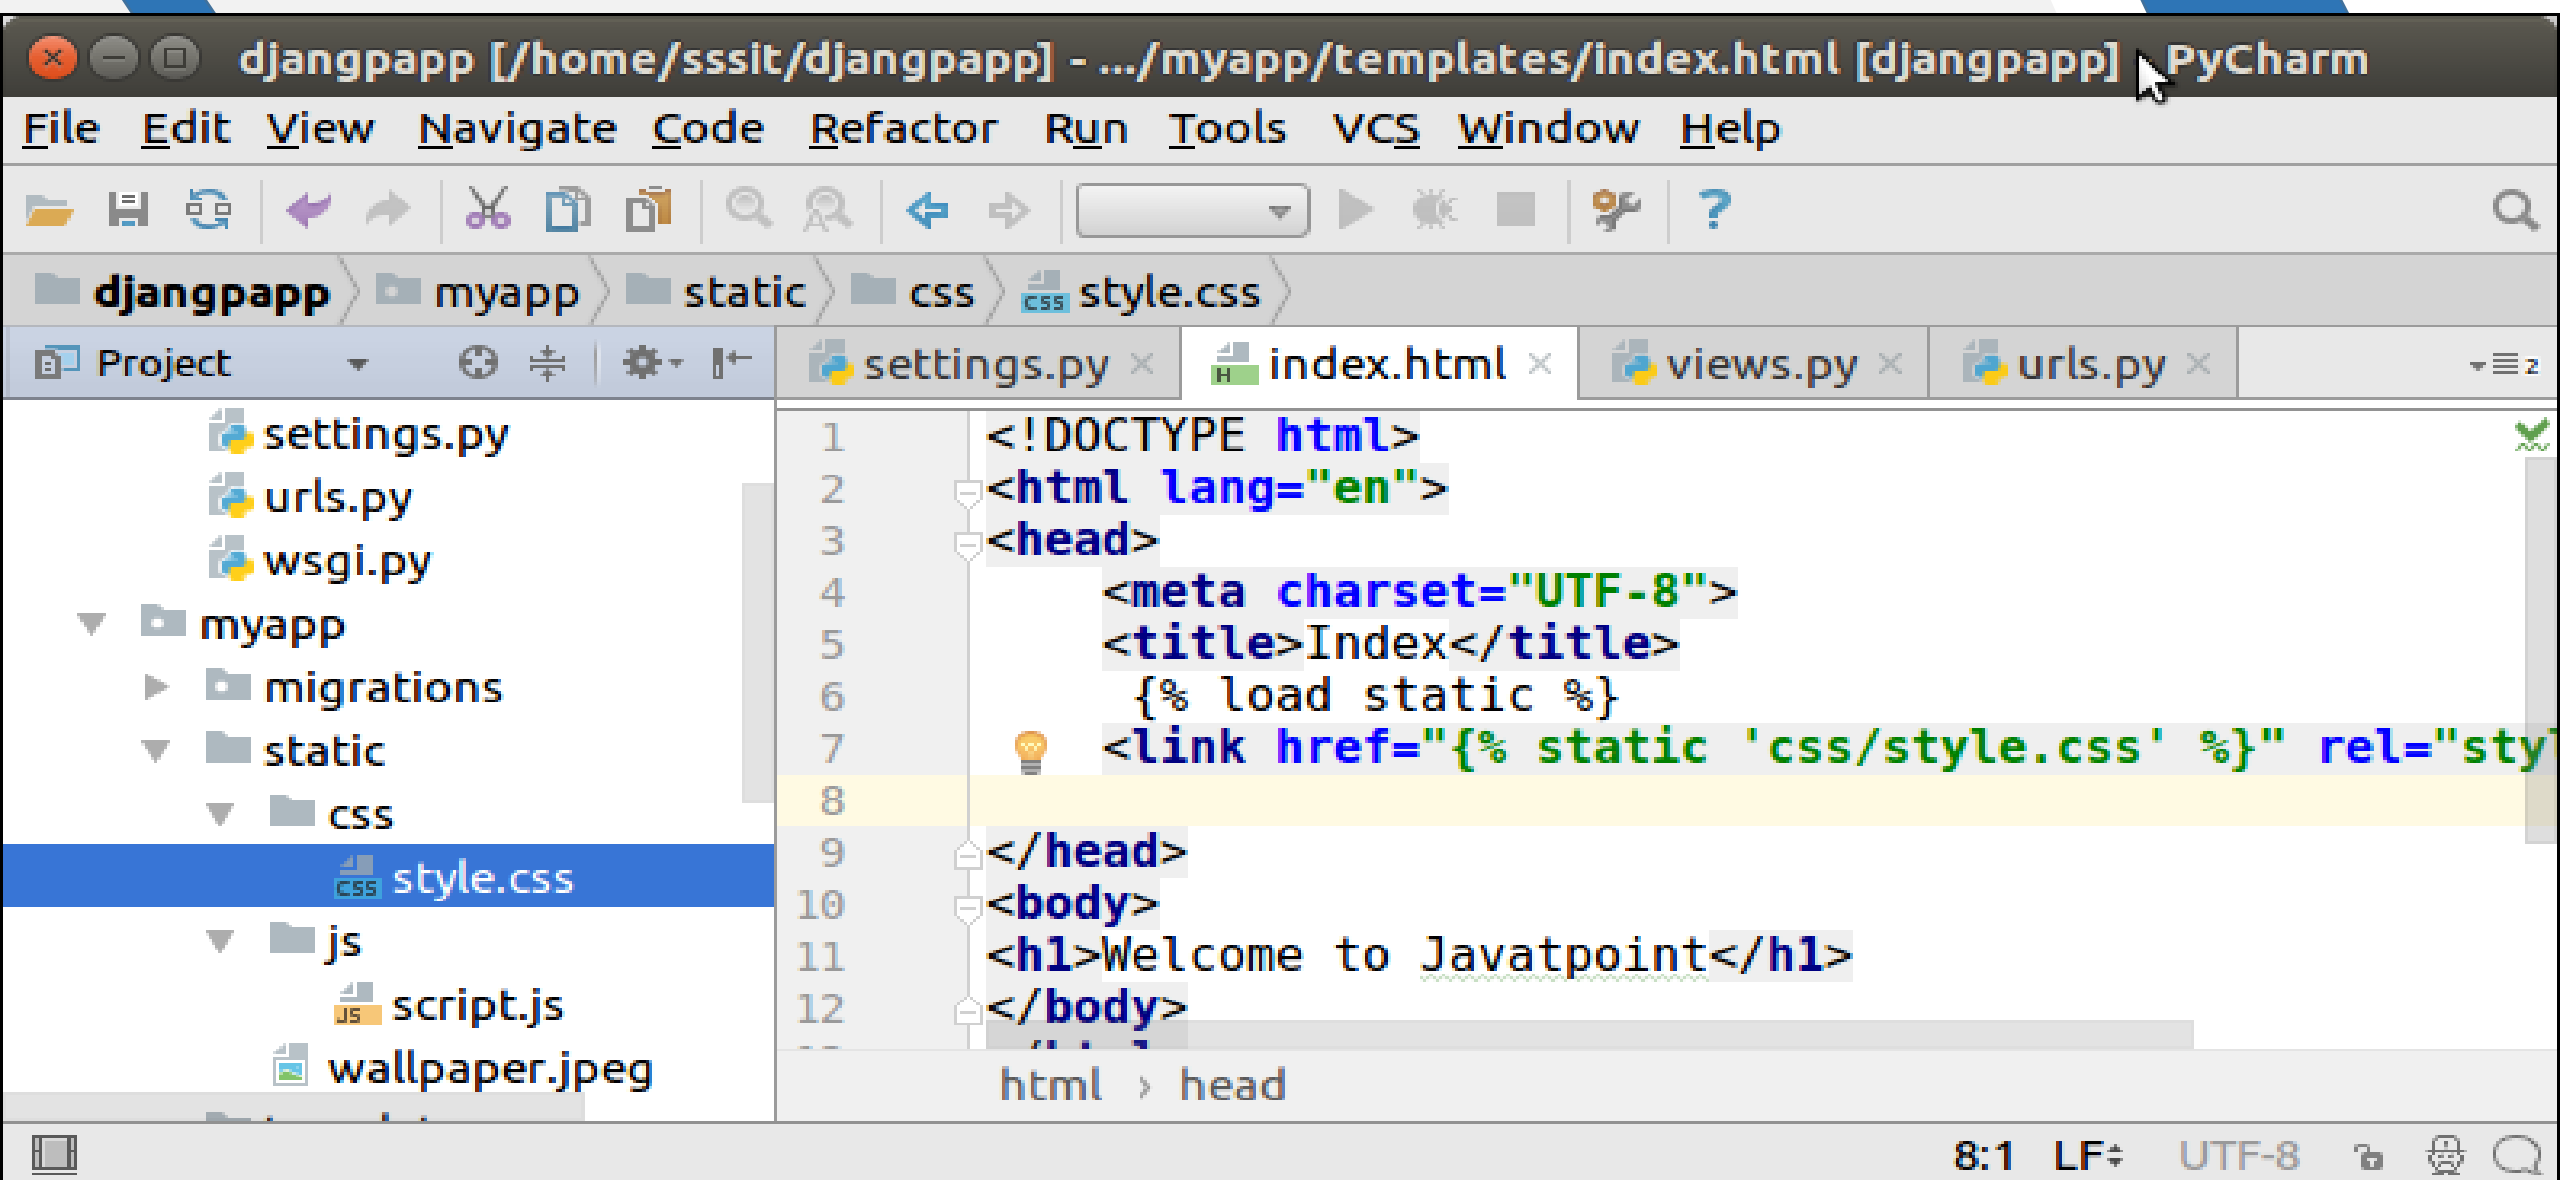 djangpapp [/home/sssit/djangpapp] - .../myapp/templates/index.html [djangpapp] - PyCharm
File Edit View Navigate Code Refactor Run Tools VCS Window Help
djangpapp myapp static css style.css
Project
settings.py index.html views.py urls.py
settings.py
urls.py
wsgi.py
myapp
migrations
static
css
style.css
js
script.js
wallpaper.jpeg
1 <!DOCTYPE html>
2 <html lang="en">
3 <head>
4 <meta charset="UTF-8">
5 <title>Index</title>
6 {% load static %}
7 <link href="{% static 'css/style.css' %}" rel="sty
8
9 </head>
10 <body>
11 <h1>Welcome to Javatpoint</h1>
12 </body>
html › head
8:1 LF UTF-8